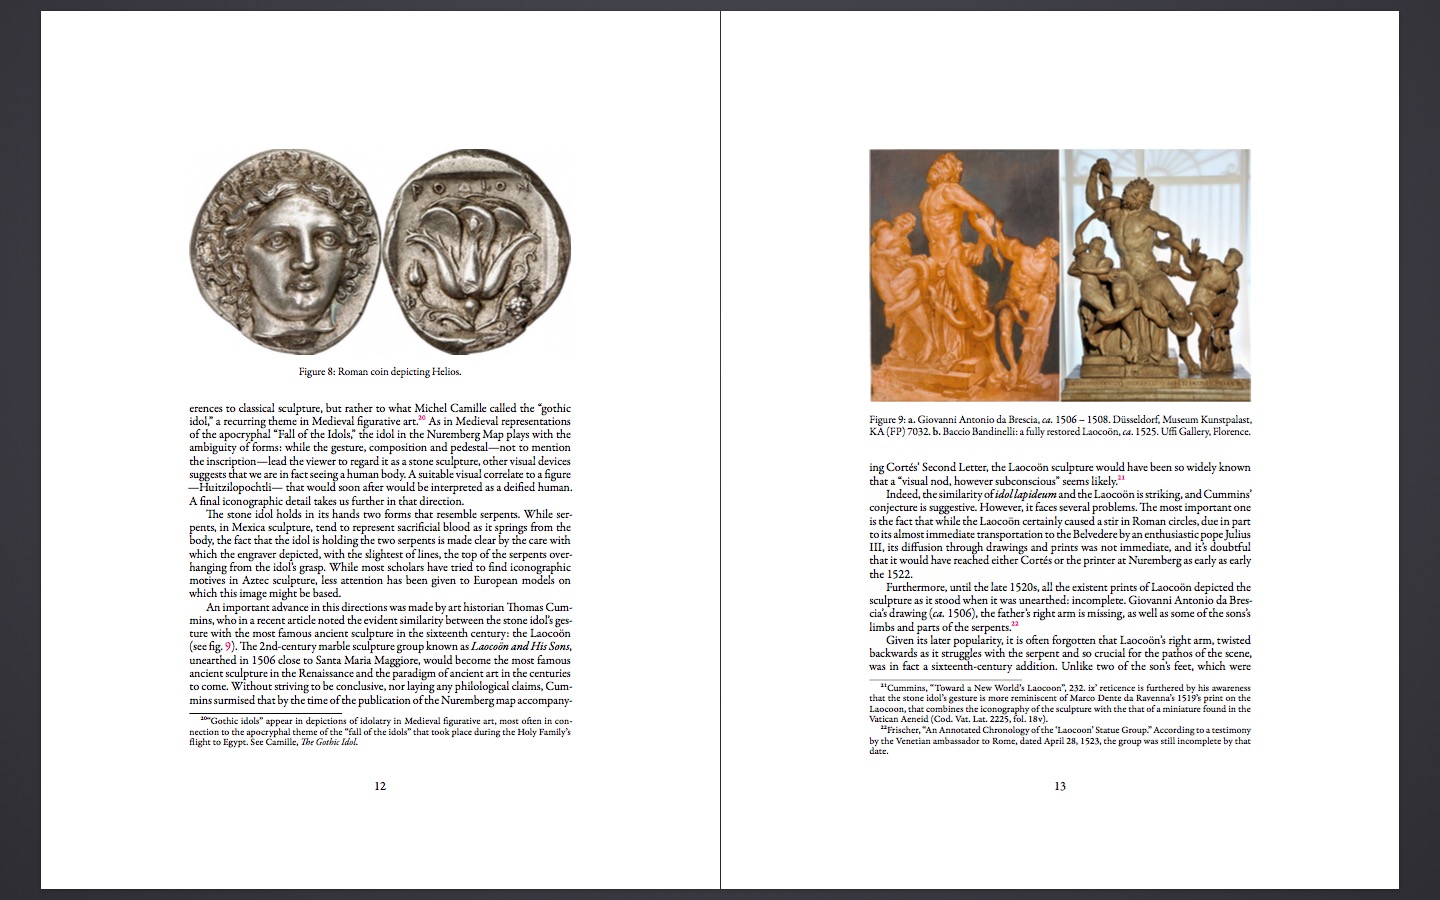 ΡΟΔΙΟΝ
Figure 8: Roman coin depicting Helios.
erences to classical sculpture, but rather to what Michel Camille called the “gothic
idol,” a recurring theme in Medieval figurative art.20 As in Medieval representations
of the apocryphal “Fall of the Idols,” the idol in the Nuremberg Map plays with the
ambiguity of forms: while the gesture, composition and pedestal—not to mention
the inscription—lead the viewer to regard it as a stone sculpture, other visual devices
suggests that we are in fact seeing a human body. A suitable visual correlate to a figure
—Huitzilopochtli— that would soon after would be interpreted as a deified human.
A final iconographic detail takes us further in that direction.
The stone idol holds in its hands two forms that resemble serpents. While ser-
pents, in Mexica sculpture, tend to represent sacrificial blood as it springs from the
body, the fact that the idol is holding the two serpents is made clear by the care with
which the engraver depicted, with the slightest of lines, the top of the serpents over-
hanging from the idol’s grasp. While most scholars have tried to find iconographic
motives in Aztec sculpture, less attention has been given to European models on
which this image might be based.
An important advance in this directions was made by art historian Thomas Cum-
mins, who in a recent article noted the evident similarity between the stone idol’s ges-
ture with the most famous ancient sculpture in the sixteenth century: the Laocoön
(see fig. 9). The 2nd-century marble sculpture group known as Laocoön and His Sons,
unearthed in 1506 close to Santa Maria Maggiore, would become the most famous
ancient sculpture in the Renaissance and the paradigm of ancient art in the centuries
to come. Without striving to be conclusive, nor laying any philological claims, Cum-
mins surmised that by the time of the publication of the Nuremberg map accompany-
20“Gothic idols” appear in depictions of idolatry in Medieval figurative art, most often in con-
nection to the apocryphal theme of the “fall of the idols” that took place during the Holy Family’s
flight to Egypt. See Camille, The Gothic Idol.
12
Figure 9: a. Giovanni Antonio da Brescia, ca. 1506 – 1508. Düsseldorf, Museum Kunstpalast,
KA (FP) 7032. b. Baccio Bandinelli: a fully restored Laocoön, ca. 1525. Uffi Gallery, Florence.
ing Cortés’ Second Letter, the Laocoön sculpture would have been so widely known
that a “visual nod, however subconscious” seems likely.21
Indeed, the similarity of idol lapideum and the Laocoön is striking, and Cummins’
conjecture is suggestive. However, it faces several problems. The most important one
is the fact that while the Laocoön certainly caused a stir in Roman circles, due in part
to its almost immediate transportation to the Belvedere by an enthusiastic pope Julius
III, its diffusion through drawings and prints was not immediate, and it’s doubtful
that it would have reached either Cortés or the printer at Nuremberg as early as early
the 1522.
Furthermore, until the late 1520s, all the existent prints of Laocoön depicted the
sculpture as it stood when it was unearthed: incomplete. Giovanni Antonio da Bres-
cia’s drawing (ca. 1506), the father’s right arm is missing, as well as some of the sons’s
limbs and parts of the serpents.22
Given its later popularity, it is often forgotten that Laocoön’s right arm, twisted
backwards as it struggles with the serpent and so crucial for the pathos of the scene,
was in fact a sixteenth-century addition. Unlike two of the son’s feet, which were
21Cummins, “Toward a New World’s Laocoon”, 232. ix’ reticence is furthered by his awareness
that the stone idol’s gesture is more reminiscent of Marco Dente da Ravenna’s 1519’s print on the
Laocoon, that combines the iconography of the sculpture with the that of a miniature found in the
Vatican Aeneid (Cod. Vat. Lat. 2225, fol. 18v).
22Frischer, “An Annotated Chronology of the ‘Laocoon’ Statue Group.” According to a testimony
by the Venetian ambassador to Rome, dated April 28, 1523, the group was still incomplete by that
date.
13